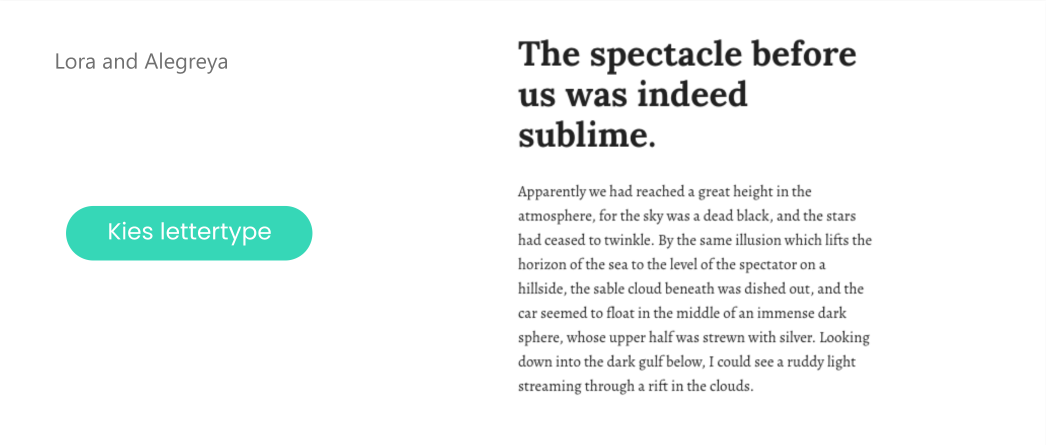 Lora and Alegreya
Kies lettertype
The spectacle before
us was indeed
sublime.
Apparently we had reached a great height in the
atmosphere, for the sky was a dead black, and the stars
had ceased to twinkle. By the same illusion which lifts the
horizon of the sea to the level of the spectator on a
hillside, the sable cloud beneath was dished out, and the
car seemed to float in the middle of an immense dark
sphere, whose upper half was strewn with silver. Looking
down into the dark gulf below, I could see a ruddy light
streaming through a rift in the clouds.